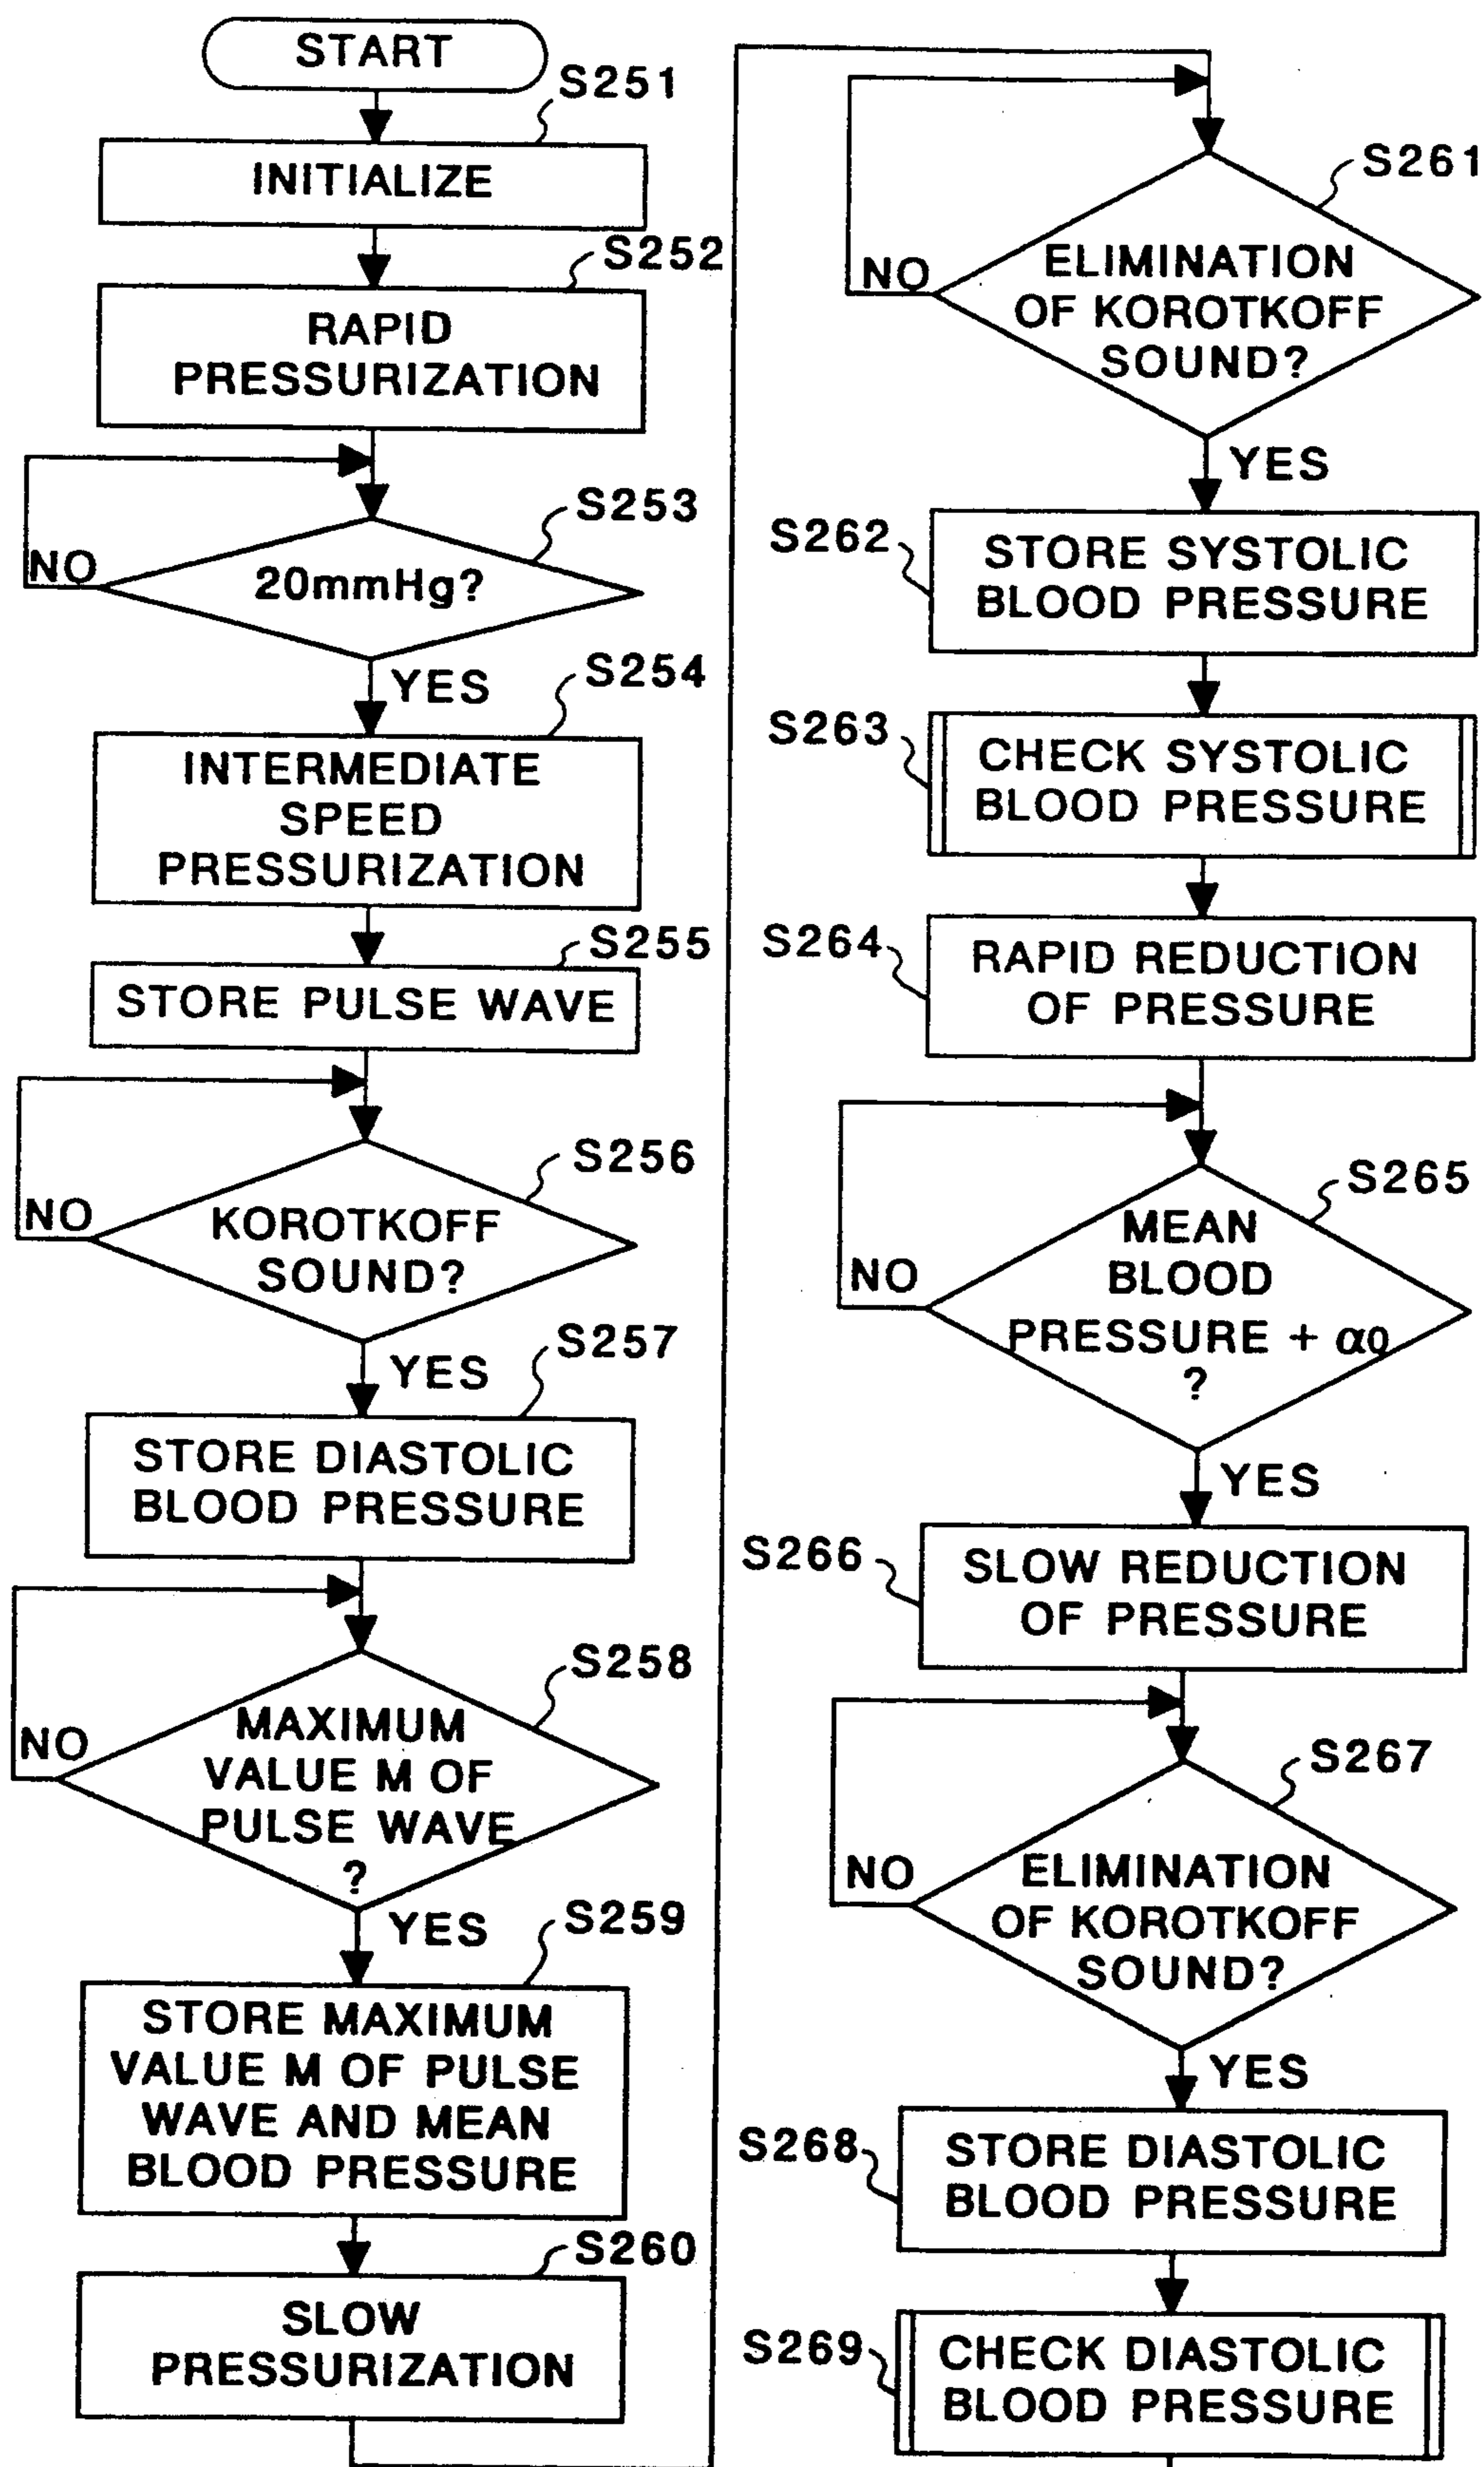 START
S251
INITIALIZE
S252
RAPID
PRESSURIZATION
S253
NO
20mmHg?
YES
S254
INTERMEDIATE
SPEED
PRESSURIZATION
S255
STORE PULSE WAVE
S256
NO
KOROTKOFF
SOUND?
YES
S257
STORE DIASTOLIC
BLOOD PRESSURE
S258
NO
MAXIMUM
VALUE M OF
PULSE WAVE
?
YES
S259
STORE MAXIMUM
VALUE M OF PULSE
WAVE AND MEAN
BLOOD PRESSURE
S260
SLOW
PRESSURIZATION
S261
NO
ELIMINATION
OF KOROTKOFF
SOUND?
YES
S262
STORE SYSTOLIC
BLOOD PRESSURE
S263
CHECK SYSTOLIC
BLOOD PRESSURE
S264
RAPID REDUCTION
OF PRESSURE
S265
NO
MEAN
BLOOD
PRESSURE + α0
?
YES
S266
SLOW REDUCTION
OF PRESSURE
S267
NO
ELIMINATION
OF KOROTKOFF
SOUND?
YES
S268
STORE DIASTOLIC
BLOOD PRESSURE
S269
CHECK DIASTOLIC
BLOOD PRESSURE